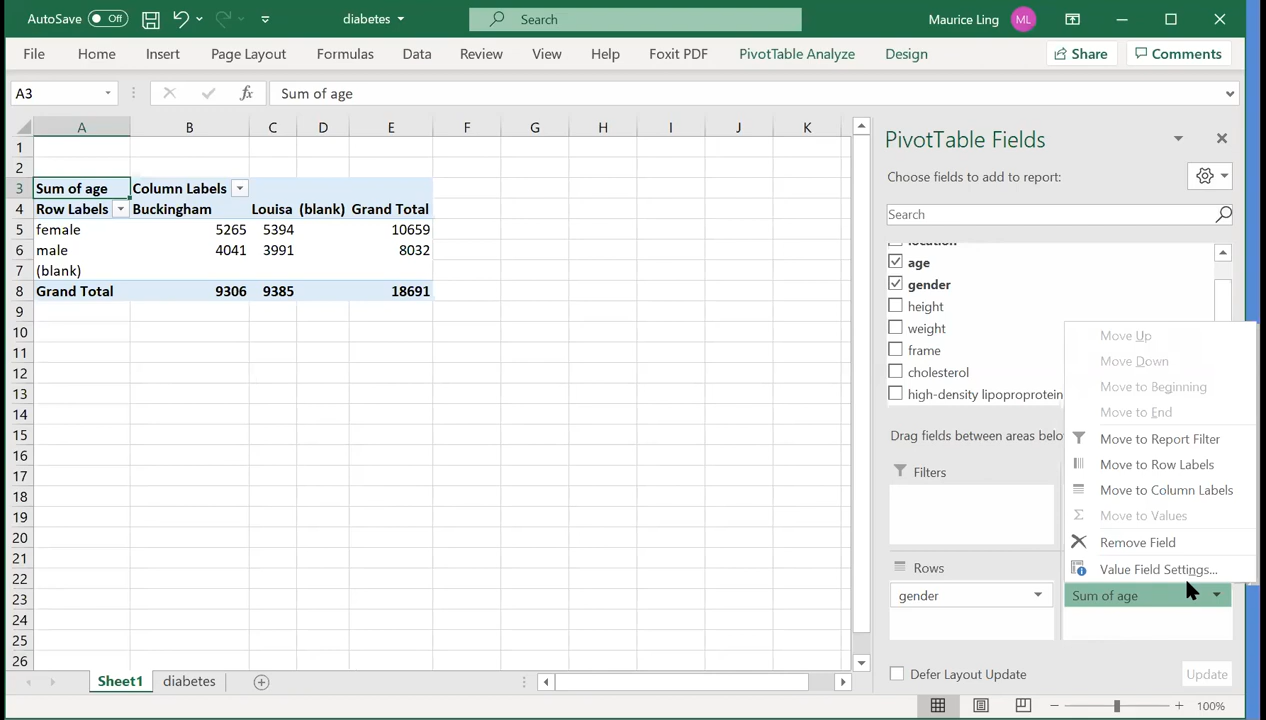 AutoSave Off diabetes Search Maurice Ling ML
File Home Insert Page Layout Formulas Data Review View Help Foxit PDF PivotTable Analyze Design Share Comments
A3 fx Sum of age
A B C D E F G H I J K
1
2
3 Sum of age Column Labels
4 Row Labels Buckingham Louisa (blank) Grand Total
5 female 5265 5394 10659
6 male 4041 3991 8032
7 (blank)
8 Grand Total 9306 9385 18691
9
10
11
12
13
14
15
16
17
18
19
20
21
22
23
24
25
26
PivotTable Fields
Choose fields to add to report:
Search
location
age
gender
height
weight
frame
cholesterol
high-density lipoproprotein
Drag fields between areas belo
Filters
Rows
gender
Move Up
Move Down
Move to Beginning
Move to End
Move to Report Filter
Move to Row Labels
Move to Column Labels
Σ Move to Values
Remove Field
Value Field Settings...
Sum of age
Defer Layout Update Update
Sheet1 diabetes
100%